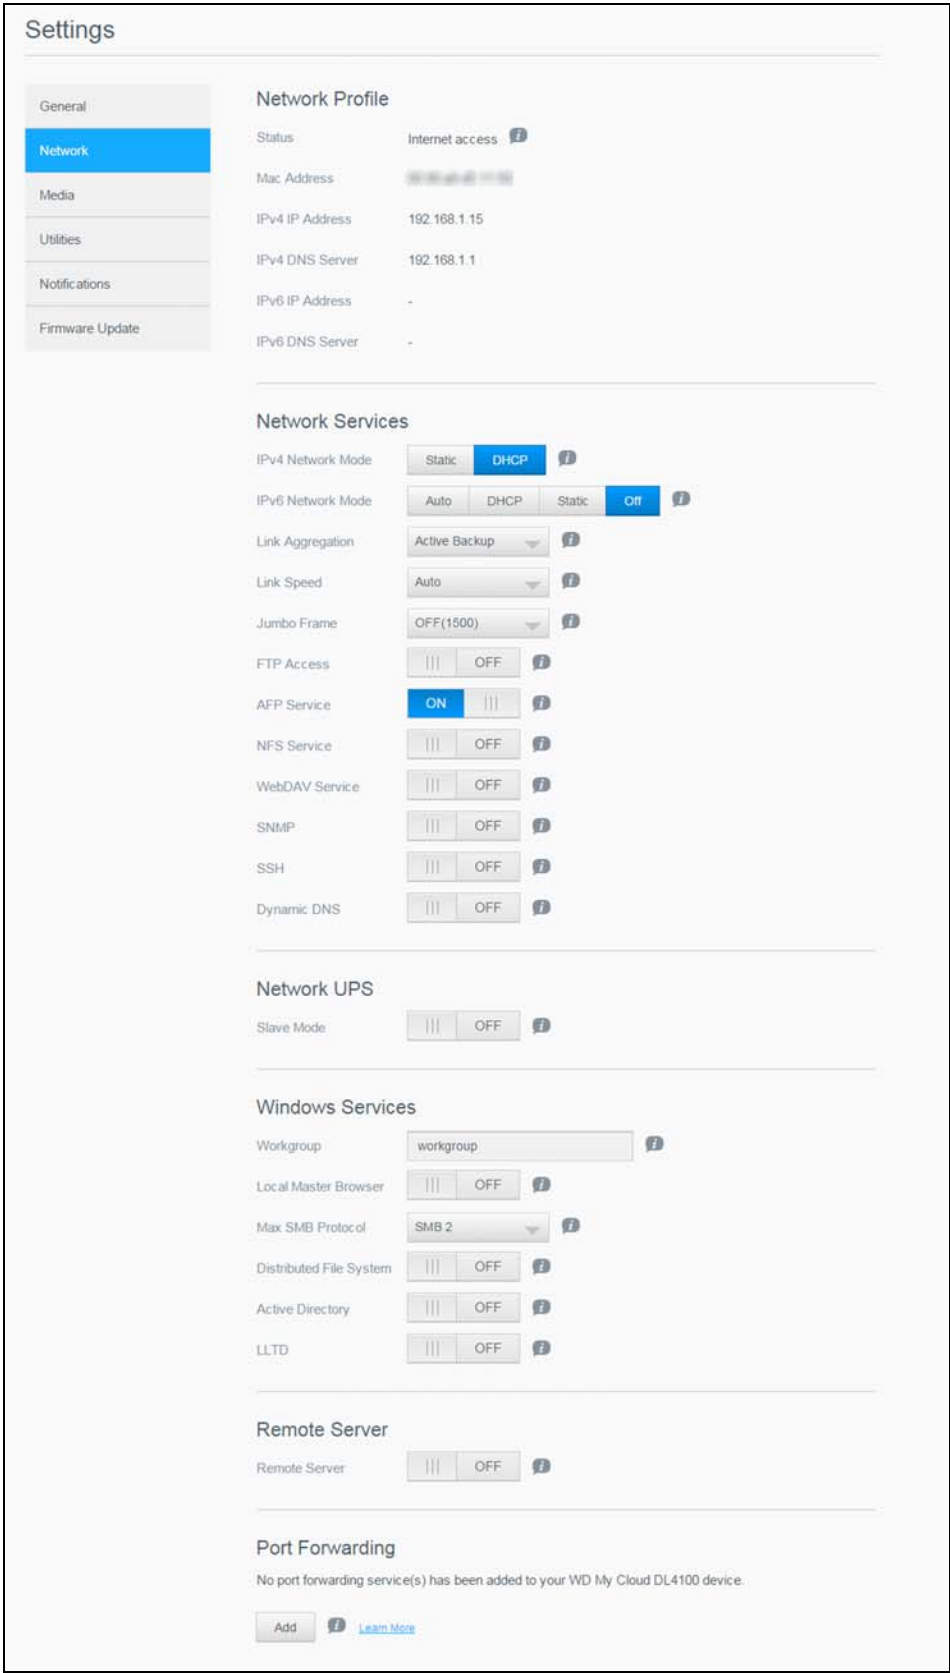 Settings
General
Network
Media
Utilities
Notifications
Firmware Update
Network Profile
Status Internet access
Mac Address
IPv4 IP Address 192.168.1.15
IPv4 DNS Server 192.168.1.1
IPv6 IP Address -
IPv6 DNS Server -
Network Services
IPv4 Network Mode Static DHCP
IPv6 Network Mode Auto DHCP Static Off
Link Aggregation Active Backup
Link Speed Auto
Jumbo Frame OFF(1500)
FTP Access OFF
AFP Service ON
NFS Service OFF
WebDAV Service OFF
SNMP OFF
SSH OFF
Dynamic DNS OFF
Network UPS
Slave Mode OFF
Windows Services
Workgroup workgroup
Local Master Browser OFF
Max SMB Protocol SMB 2
Distributed File System OFF
Active Directory OFF
LLTD OFF
Remote Server
Remote Server OFF
Port Forwarding
No port forwarding service(s) has been added to your WD My Cloud DL4100 device.
Add Learn More